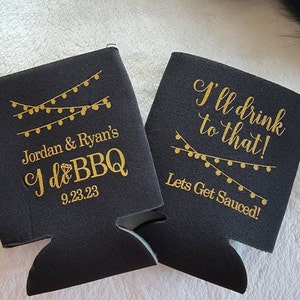 Jordan & Ryan's
I do BBQ
9.23.23
I'll drink
to that!
Lets Get Sauced!